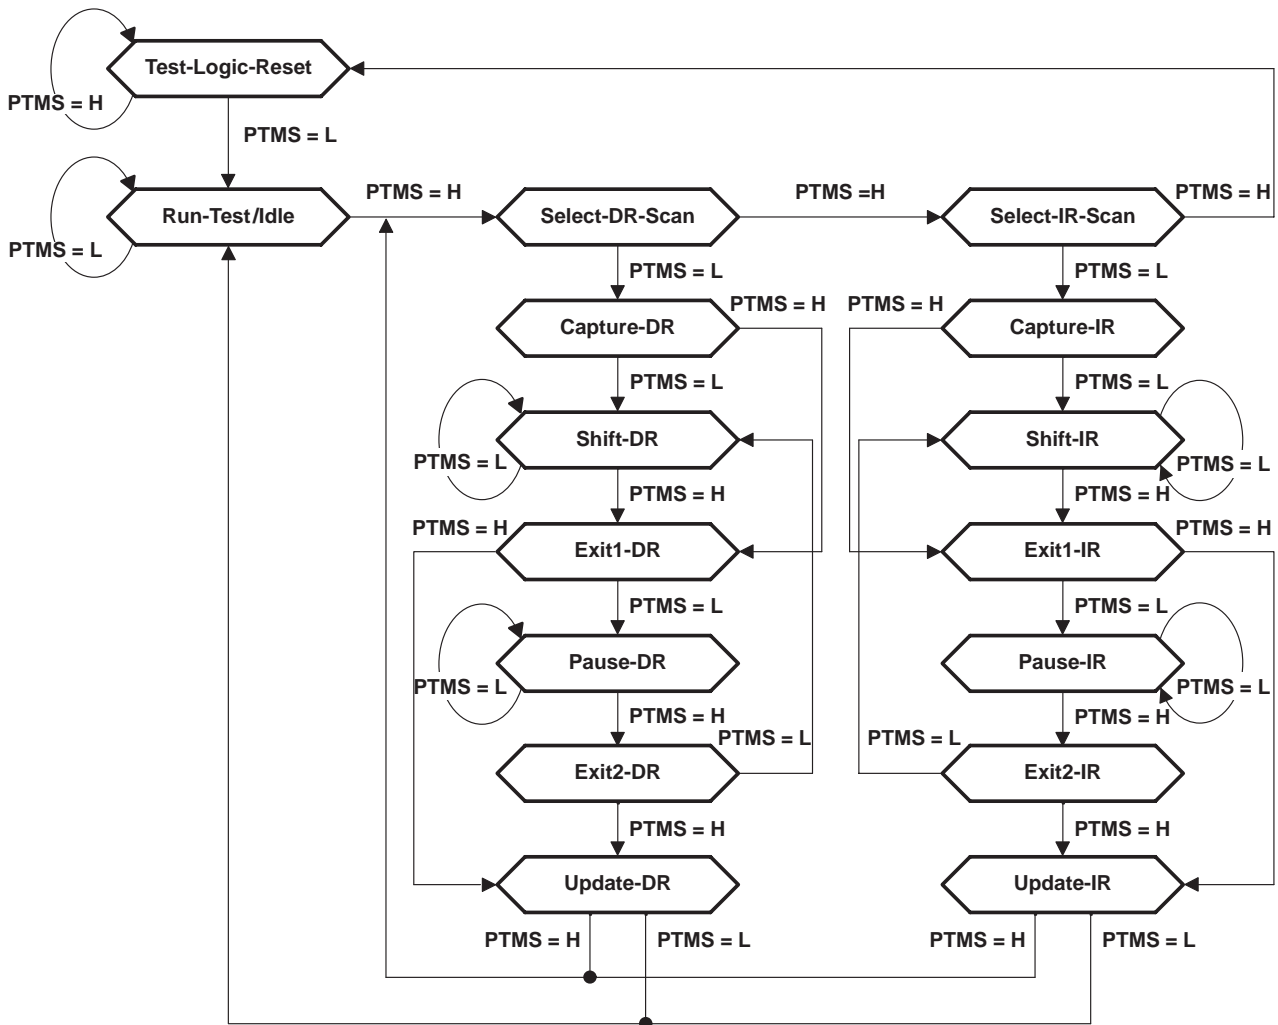 Test-Logic-Reset
PTMS = H
PTMS = L
PTMS = H
PTMS =H
PTMS = H
Run-Test/Idle
Select-DR-Scan
Select-IR-Scan
PTMS = L
PTMS = L
PTMS = L
PTMS = H
PTMS = H
Capture-DR
Capture-IR
PTMS = L
PTMS = L
Shift-DR
Shift-IR
PTMS = L
PTMS = L
PTMS = H
PTMS = H
PTMS = H
PTMS = H
Exit1-DR
Exit1-IR
PTMS = L
PTMS = L
Pause-DR
Pause-IR
PTMS = L
PTMS = L
PTMS = H
PTMS = H
PTMS = L
PTMS = L
Exit2-DR
Exit2-IR
PTMS = H
PTMS = H
Update-DR
Update-IR
PTMS = H
PTMS = L
PTMS = H
PTMS = L